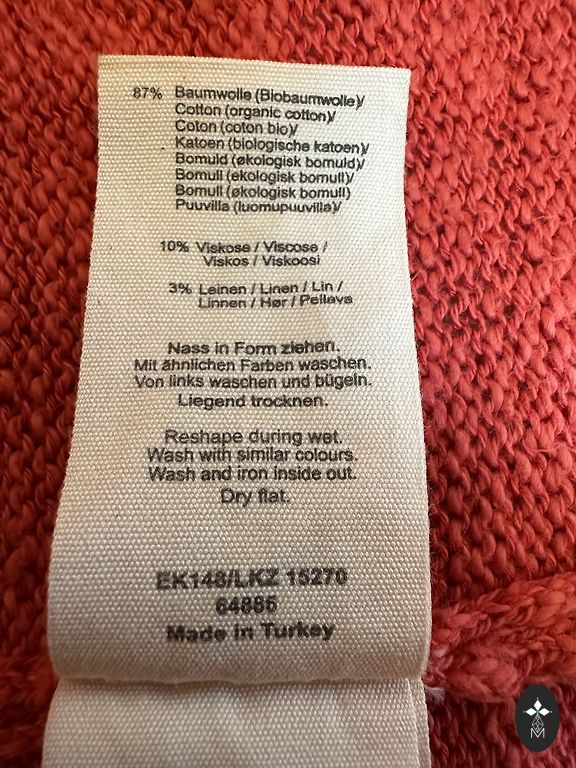 87% Baumwolle (Biobaumwolle)/
Cotton (organic cotton)/
Coton (coton bio)/
Katoen (biologische katoen)/
Bomuld (økologisk bomuld)/
Bomull (ekologisk bomull)/
Bomull (økologisk bomull)
Puuvilla (luomupuuvilla)/
10% Viskose / Viscose /
Viskos / Viskoosi
3% Leinen / Linen / Lin /
Linnen / Hør / Pellava
Nass in Form ziehen.
Mit ähnlichen Farben waschen.
Von links waschen und bügeln.
Liegend trocknen.
Reshape during wet.
Wash with similar colours.
Wash and iron inside out.
Dry flat.
EK148/LKZ 15270
64885
Made in Turkey
M